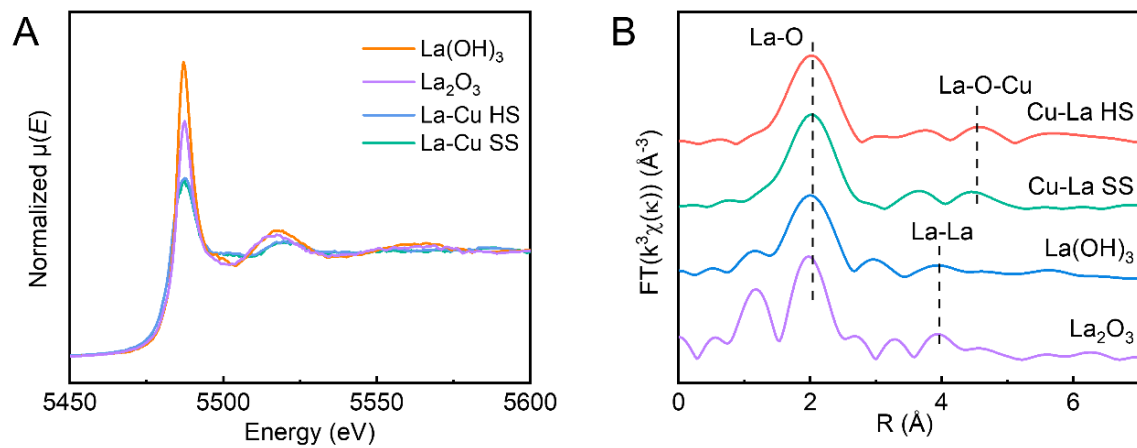 A
Normalized μ(E)
La(OH)₃
La₂O₃
La-Cu HS
La-Cu SS
5450 5500 5550 5600
Energy (eV)
B
FT(k³χ(κ)) (Å⁻³)
La-O
La-O-Cu
Cu-La HS
Cu-La SS
La-La
La(OH)₃
La₂O₃
0 2 4 6
R (Å)